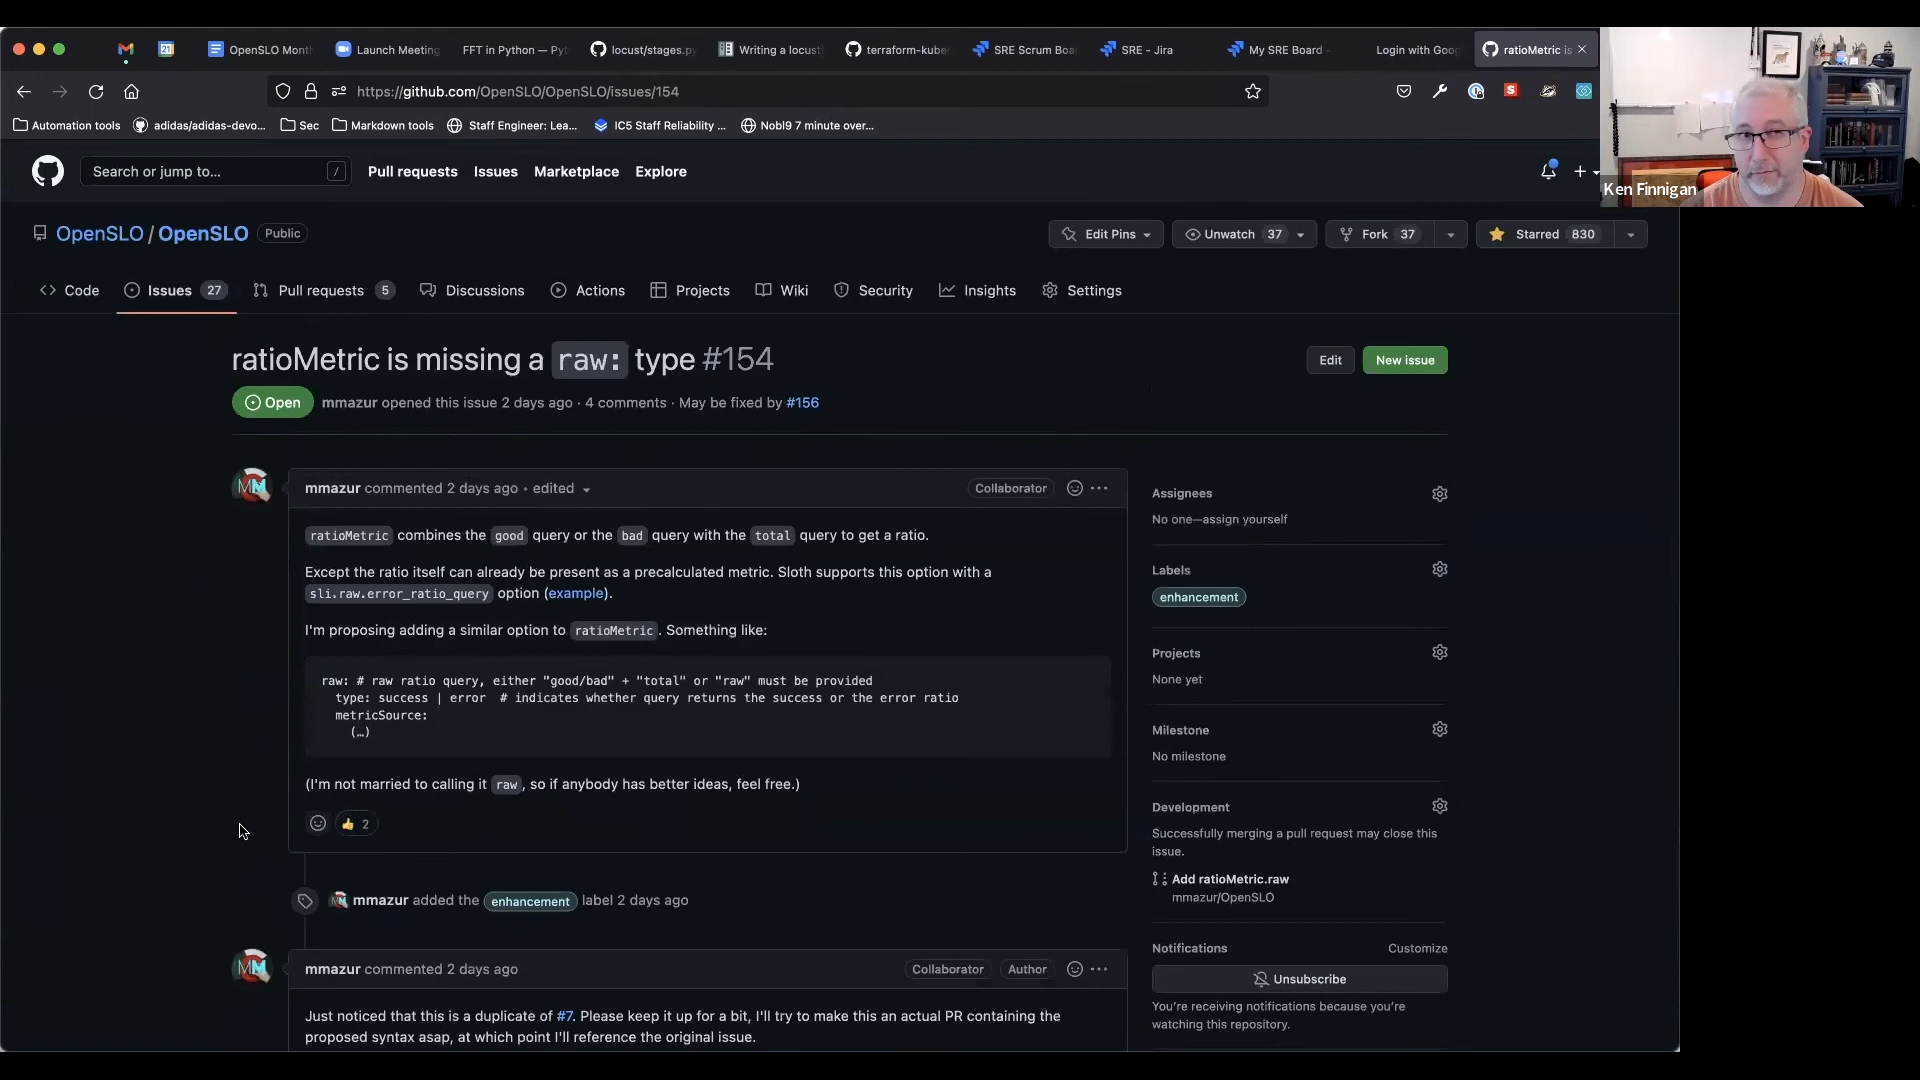 OpenSLO Mont
Launch Meeting
FFT in Python — Pyt
locust/stages.p
Writing a locust
terraform-kube
SRE Scrum Boa
SRE - Jira
My SRE Board -
Login with Goo
ratioMetric is
https://github.com/OpenSLO/OpenSLO/issues/154
Automation tools
adidas/adidas-devo...
Sec
Markdown tools
Staff Engineer: Lea...
IC5 Staff Reliability ...
Nobl9 7 minute over...
Search or jump to...
/
Pull requests
Issues
Marketplace
Explore
Ken Finnigan
OpenSLO / OpenSLO
Public
Edit Pins
Unwatch 37
Fork 37
Starred 830
Code
Issues 27
Pull requests 5
Discussions
Actions
Projects
Wiki
Security
Insights
Settings
ratioMetric is missing a raw: type #154
Edit
New issue
Open
mmazur opened this issue 2 days ago · 4 comments · May be fixed by #156
mmazur commented 2 days ago • edited
Collaborator
ratioMetric combines the good query or the bad query with the total query to get a ratio.
Except the ratio itself can already be present as a precalculated metric. Sloth supports this option with a
sli.raw.error_ratio_query option (example).
I'm proposing adding a similar option to ratioMetric. Something like:
raw: # raw ratio query, either "good/bad" + "total" or "raw" must be provided
type: success | error # indicates whether query returns the success or the error ratio
metricSource:
(…)
(I'm not married to calling it raw, so if anybody has better ideas, feel free.)
👍 2
mmazur added the enhancement label 2 days ago
mmazur commented 2 days ago
Collaborator
Author
Just noticed that this is a duplicate of #7. Please keep it up for a bit, I'll try to make this an actual PR containing the
proposed syntax asap, at which point I'll reference the original issue.
Assignees
No one—assign yourself
Labels
enhancement
Projects
None yet
Milestone
No milestone
Development
Successfully merging a pull request may close this
issue.
Add ratioMetric.raw
mmazur/OpenSLO
Notifications
Customize
Unsubscribe
You're receiving notifications because you're
watching this repository.